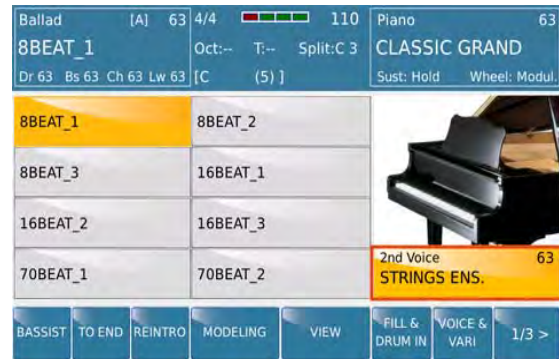 Ballad [A] 63
8BEAT_1
Dr 63 Bs 63 Ch 63 Lw 63
4/4 110
Oct:-- T:-- Split:C 3
[C (5) ]
Piano 63
CLASSIC GRAND
Sust: Hold Wheel: Modul.
8BEAT_1 8BEAT_2
8BEAT_3 16BEAT_1
16BEAT_2 16BEAT_3
70BEAT_1 70BEAT_2
2nd Voice 63
STRINGS ENS.
BASSIST TO END REINTRO MODELING VIEW
FILL &
DRUM IN
VOICE &
VARI
1/3 >